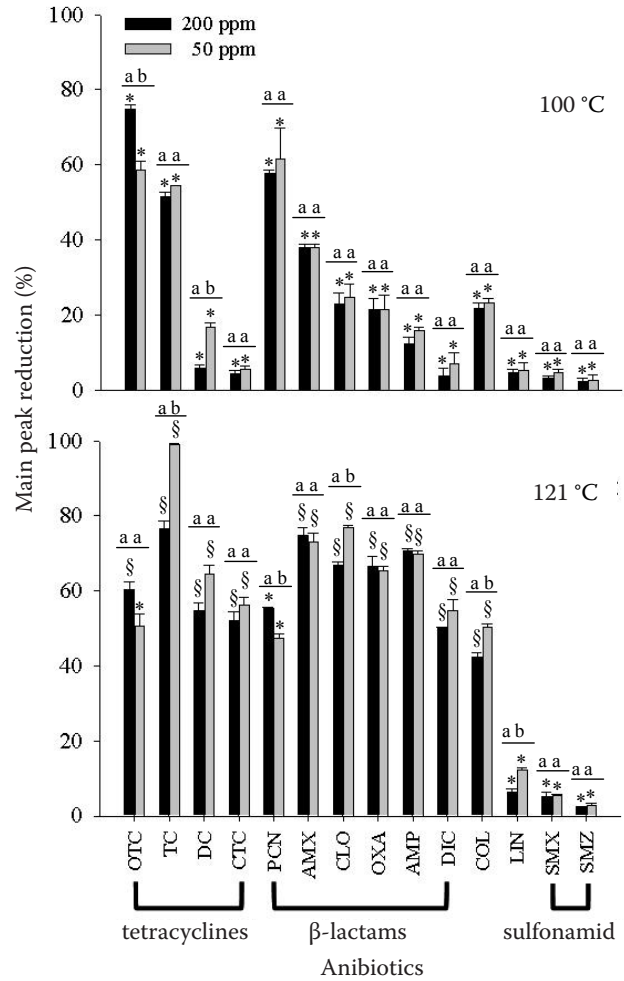 100
200 ppm
50 ppm
a b
80
a a
100 °C
* *
a a
* *
60
* *
a a
40
* *
a a
a a
a a
* *
* *
* *
20
a b
a a
* *
a a
a a
a a
a a
* *
* *
* *
* *
* *
* *
* *
0
Main peak reduction (%)
a b
§ §
100
121 °C
80
a a
a b
a a
a a
§ §
§ §
§ §
§ §
60
a a
§ *
a a
§ §
a a
§ §
a b
* *
a a
§ §
a b
§ §
40
20
a b
* *
a a
* *
a a
* *
0
OTC
TC
DC
CTC
PCN
AMX
CLO
OXA
AMP
DIC
COL
LIN
SMX
SMZ
tetracyclines
β-lactams
sulfonamid
Anibiotics